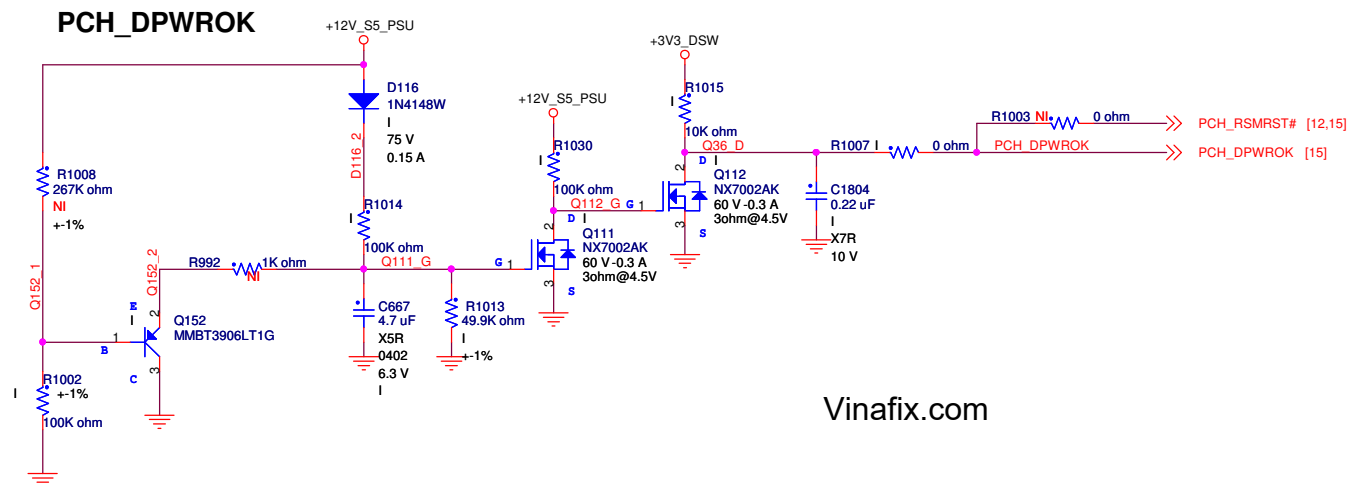 PCH_DPWROK
+12V_S5_PSU
+3V3_DSW
D116
1N4148W
I
75 V
0.15 A
D116_2
R1015
I
10K ohm
+12V_S5_PSU
R1030
I
100K ohm
R1003 NI 0 ohm
PCH_RSMRST# [12,15]
Q36_D
R1007 I 0 ohm
PCH_DPWROK
PCH_DPWROK [15]
R1008
267K ohm
NI
+-1%
R1014
I
100K ohm
Q112_G
G 1
D
2
I
Q112
NX7002AK
60 V -0.3 A
3ohm@4.5V
3
S
C1804
0.22 uF
I
X7R
10 V
D
2
I
Q111
NX7002AK
60 V -0.3 A
3ohm@4.5V
G 1
3
S
Q152_1
Q152_2
R992 1K ohm
NI
Q111_G
C667
4.7 uF
X5R
0402
6.3 V
I
R1013
49.9K ohm
I
+-1%
E
I
2
Q152
MMBT3906LT1G
1
B
C
3
R1002
I
+-1%
100K ohm
Vinafix.com